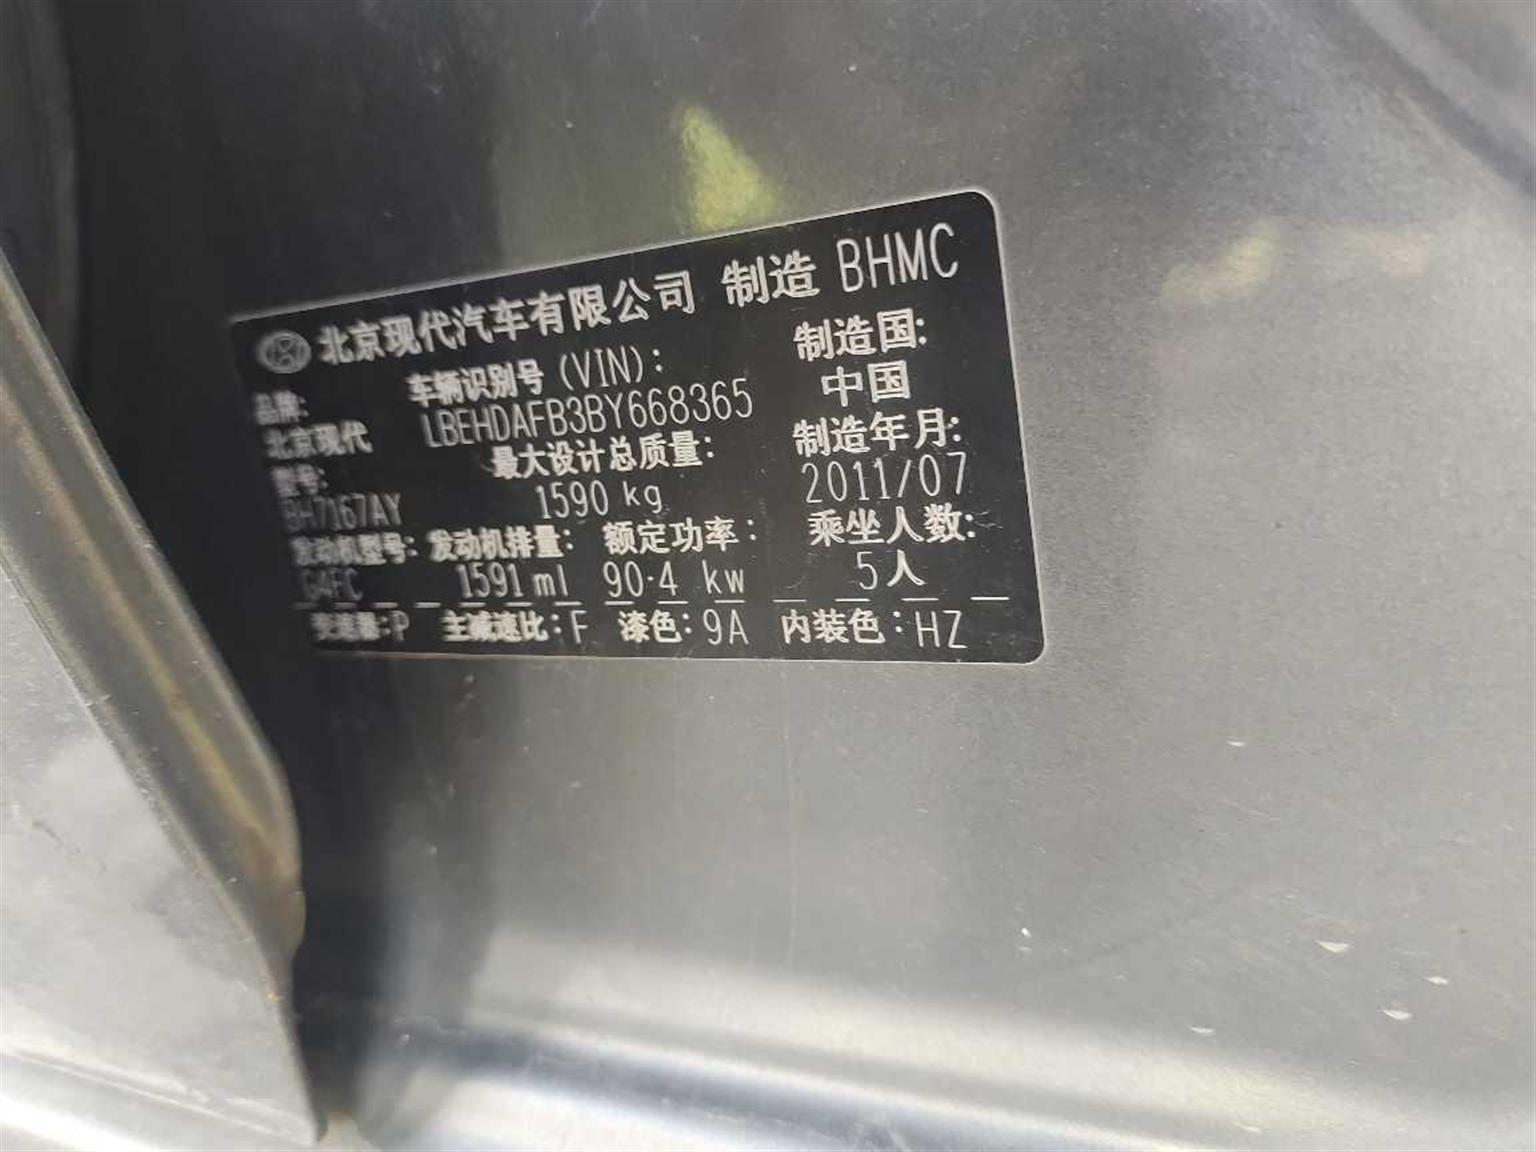 北京现代汽车有限公司 制造 BHMC
品牌: 车辆识别号 (VIN): 制造国:
北京现代 LBEHDAFB3BY668365 中国
型号: 最大设计总质量: 制造年月:
BH7167AY 1590 kg 2011/07
发动机型号: 发动机排量: 额定功率: 乘坐人数:
G4FC 1591 ml 90.4 kw 5人
变速器:P 主减速比:F 漆色:9A 内装色:HZ